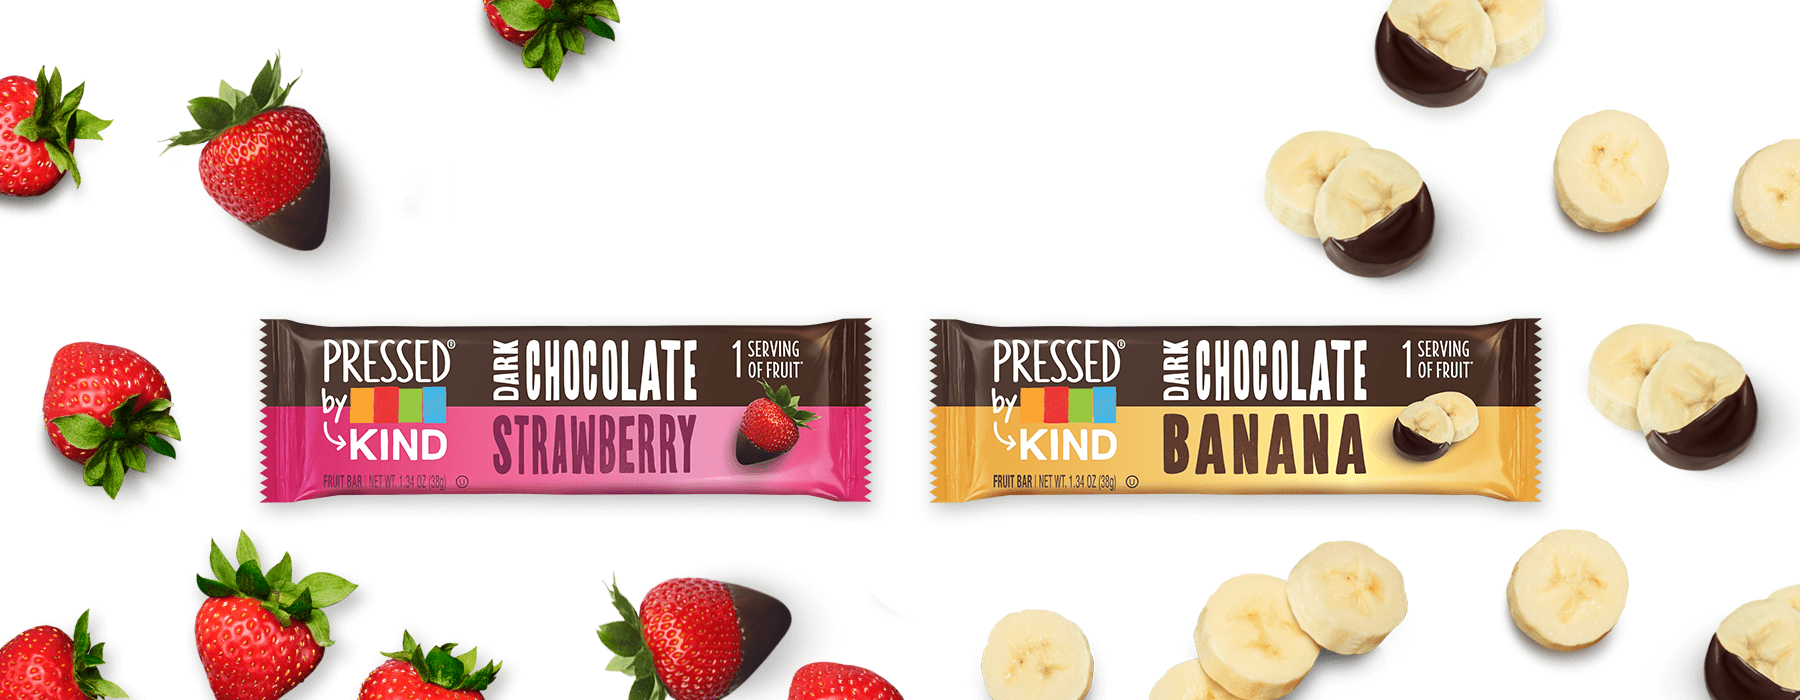 PRESSED®
by
KIND
DARK
CHOCOLATE
STRAWBERRY
1 SERVING
OF FRUIT*
FRUIT BAR | NET WT. 1.34 OZ (38g) U
PRESSED®
by
KIND
DARK
CHOCOLATE
BANANA
1 SERVING
OF FRUIT*
FRUIT BAR | NET WT. 1.34 OZ (38g) U